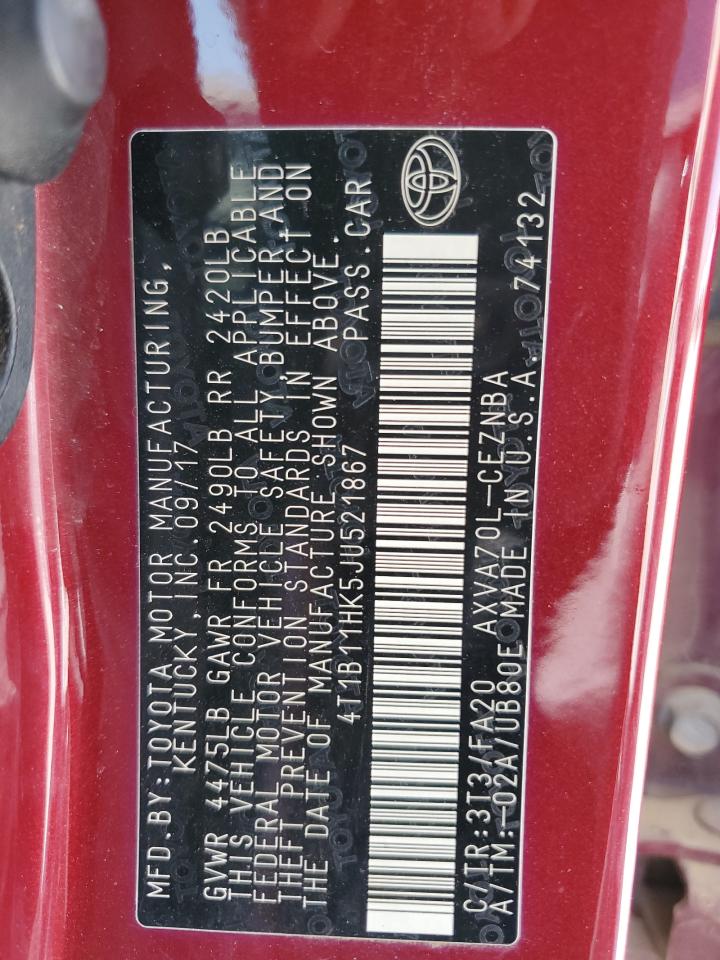 MFD.BY:TOYOTA MOTOR MANUFACTURING,
KENTUCKY, INC.09/17
GVWR 4475LB GAWR FR 2490LB RR 2420LB
THIS VEHICLE CONFORMS TO ALL APPLICABLE
FEDERAL MOTOR VEHICLE SAFETY,BUMPER,AND
THEFT PREVENTION STANDARDS IN EFFECT ON
THE DATE OF MANUFACTURE SHOWN ABOVE.
4T1B11HK5JU521867 PASS.CAR
C/TR:3T3/FA20 AXVA70L-CEZNBA
A/TM:-02A/UB80E MADE IN U.S.A. 74132